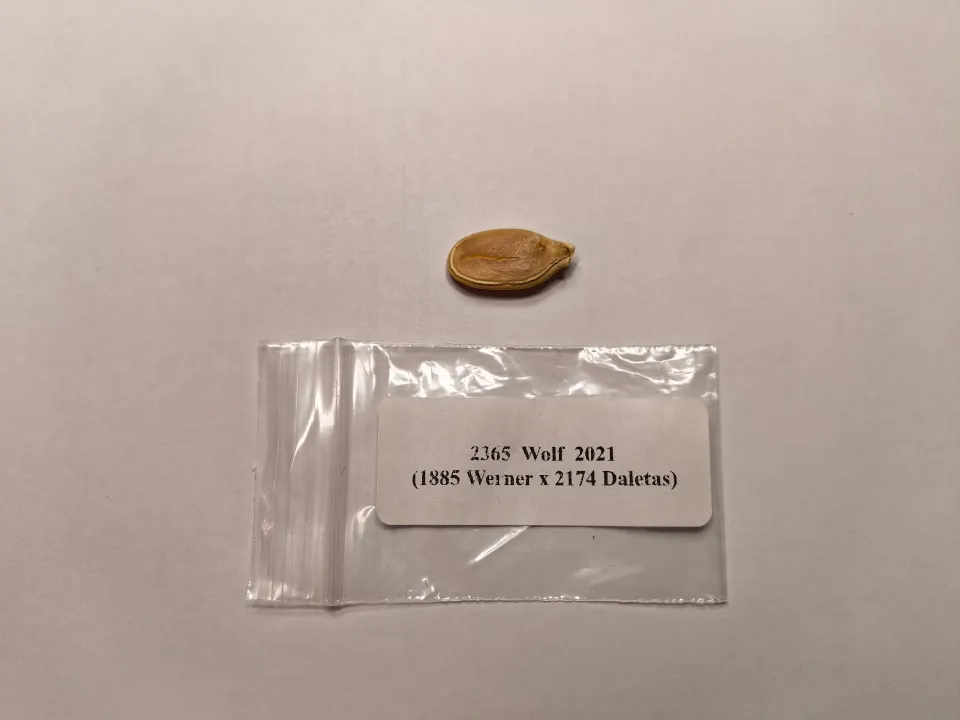 2365 Wolf 2021
(1885 Werner x 2174 Daletas)